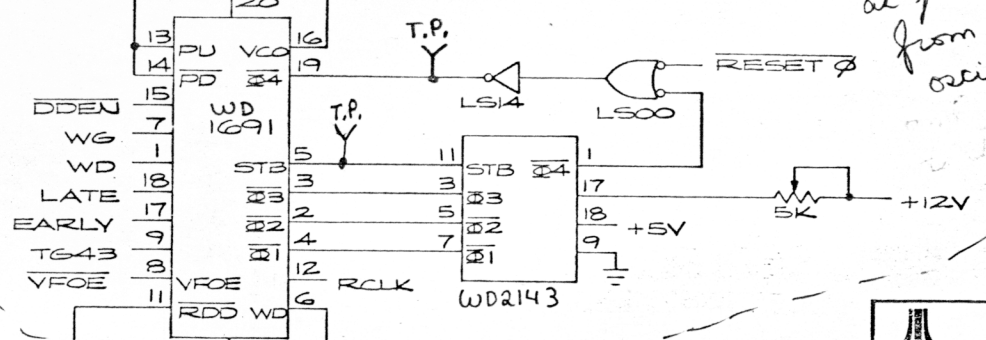 20
T.P.
at
from
osci
13 PU VCO 16
14 PD Φ4 19
RESET Ø
LS14
LS00
15
DDEN
WD
1691
T.P.
7
WG
1
WD
STB 5 11 STB Φ4 1
18
LATE
3 3
Φ3 Φ3
17
5K
+12V
17
EARLY
2 5
Φ2 Φ2
18
+5V
9
TG43
4 7
Φ1 Φ1
9
8
VFOE VFOE
12
RCLK
WD2143
11
RDD WD 6